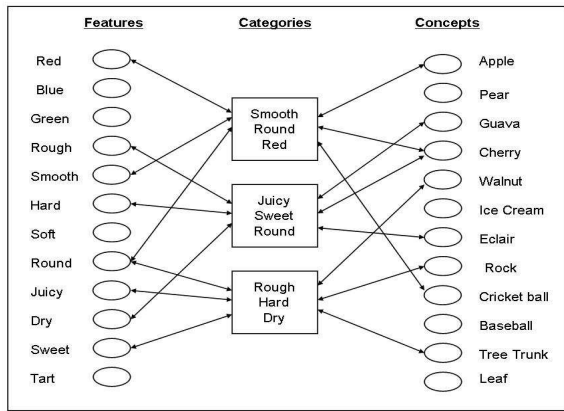 Features
Categories
Concepts
Red
Blue
Green
Rough
Smooth
Hard
Soft
Round
Juicy
Dry
Sweet
Tart
Smooth
Round
Red
Juicy
Sweet
Round
Rough
Hard
Dry
Apple
Pear
Guava
Cherry
Walnut
Ice Cream
Eclair
Rock
Cricket ball
Baseball
Tree Trunk
Leaf